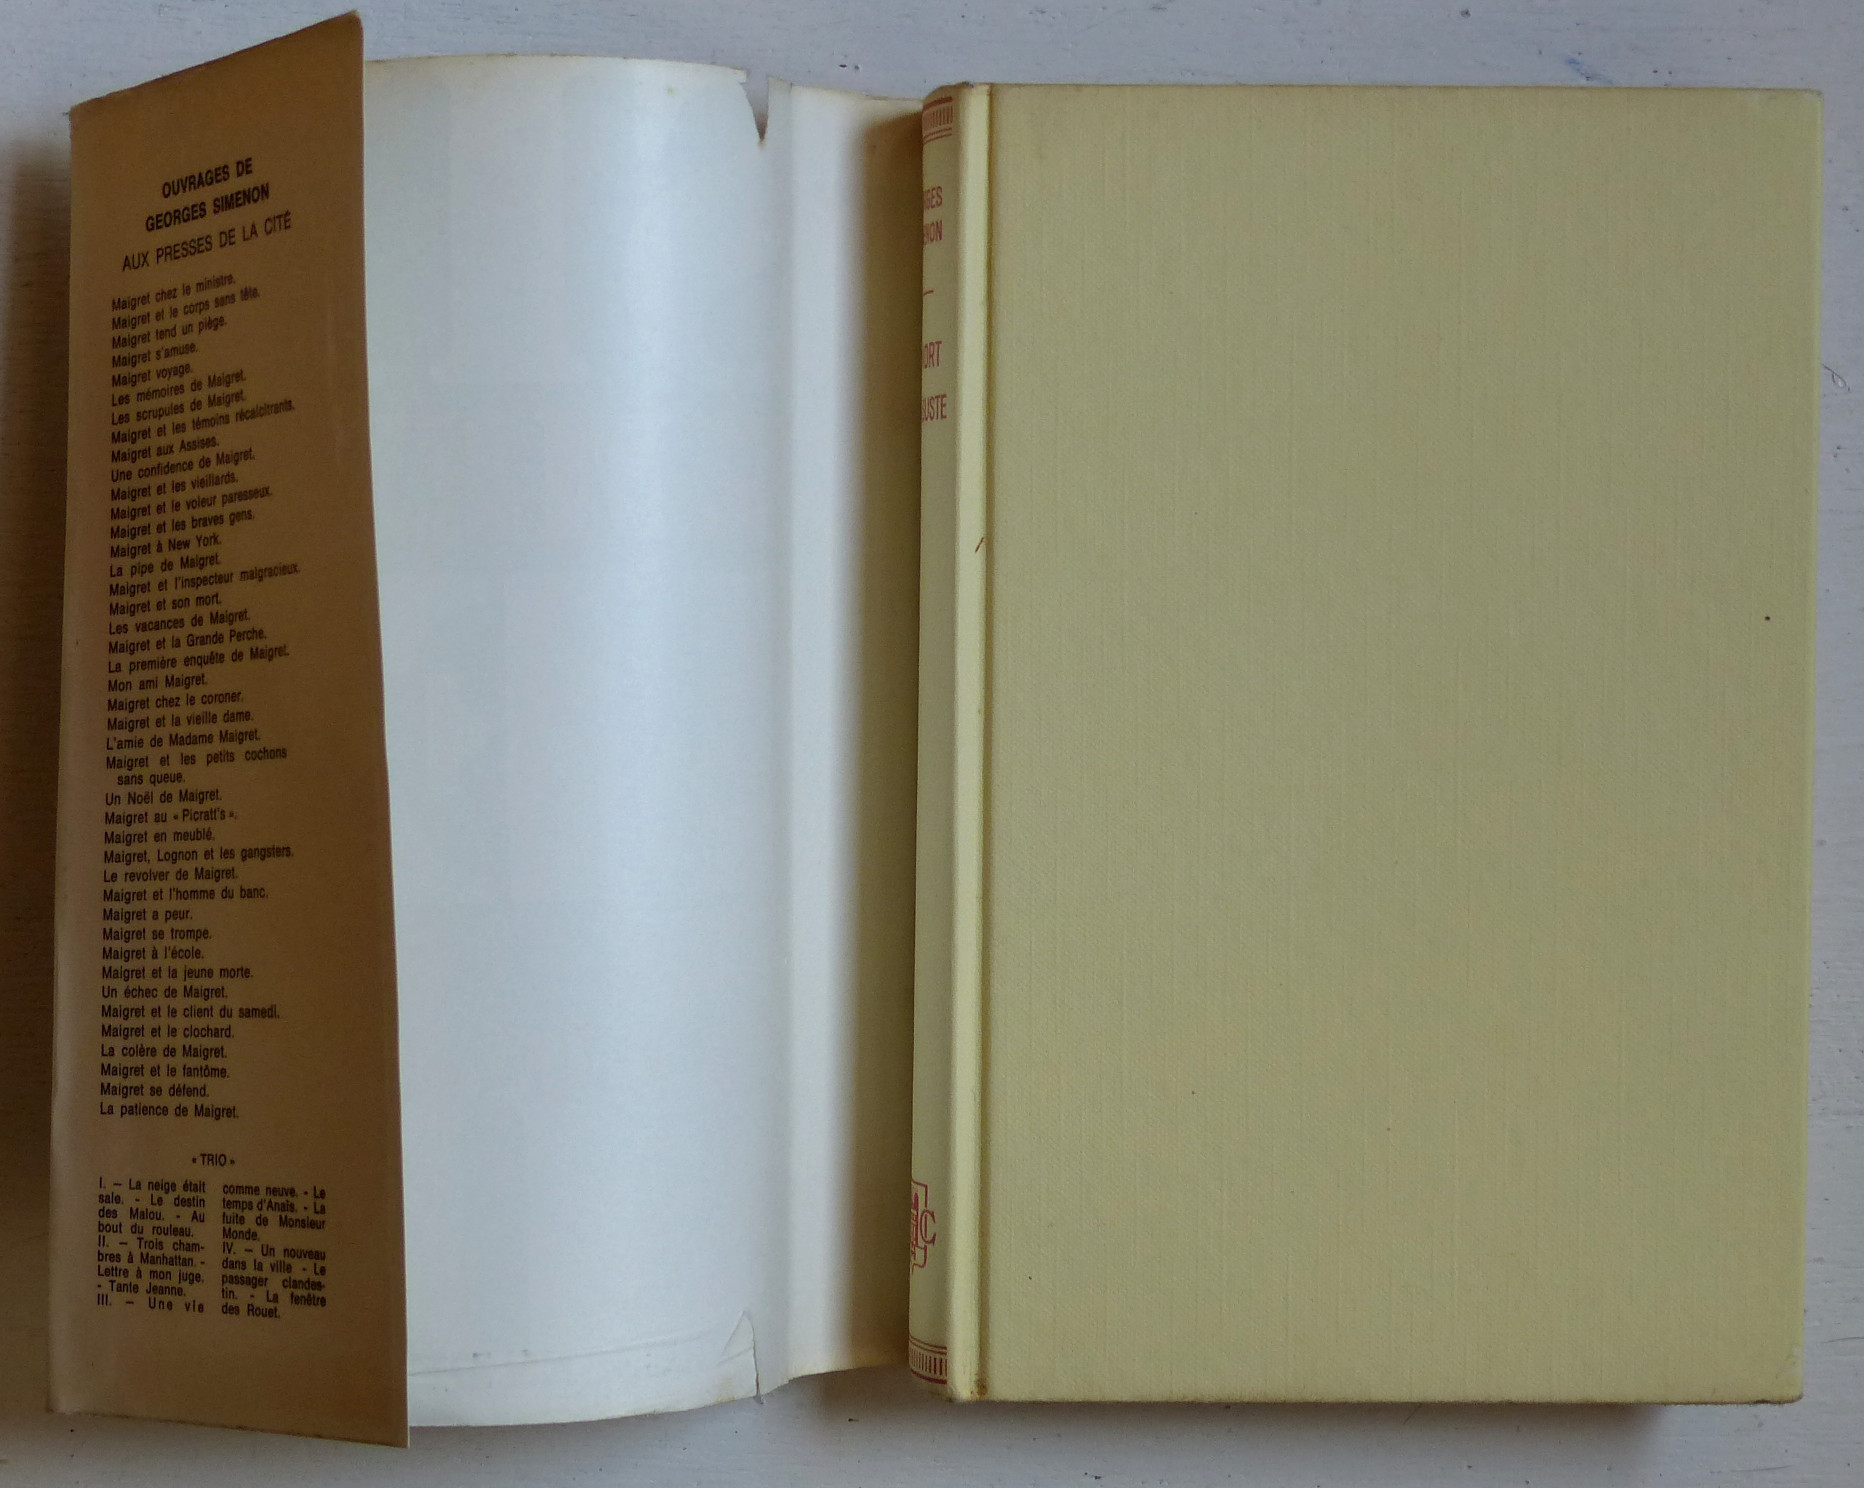 OUVRAGES DE
GEORGES SIMENON
AUX PRESSES DE LA CITÉ
Maigret chez le ministre.
Maigret et le corps sans tête.
Maigret tend un piège.
Maigret s'amuse.
Maigret voyage.
Les mémoires de Maigret.
Les scrupules de Maigret.
Maigret et les témoins récalcitrants.
Maigret aux Assises.
Une confidence de Maigret.
Maigret et les vieillards.
Maigret et le voleur paresseux.
Maigret et les braves gens.
Maigret à New York.
La pipe de Maigret.
Maigret et l'inspecteur malgracieux.
Maigret et son mort.
Les vacances de Maigret.
Maigret et la Grande Perche.
La première enquête de Maigret.
Mon ami Maigret.
Maigret chez le coroner.
Maigret et la vieille dame.
L'amie de Madame Maigret.
Maigret et les petits cochons
sans queue.
Un Noël de Maigret.
Maigret au « Picratt's ».
Maigret en meublé.
Maigret, Lognon et les gangsters.
Le revolver de Maigret.
Maigret et l'homme du banc.
Maigret a peur.
Maigret se trompe.
Maigret à l'école.
Maigret et la jeune morte.
Un échec de Maigret.
Maigret et le client du samedi.
Maigret et le clochard.
La colère de Maigret.
Maigret et le fantôme.
Maigret se défend.
La patience de Maigret.
« TRIO »
I. – La neige était
sale. - Le destin
des Malou. - Au
bout du rouleau.
II. – Trois cham-
bres à Manhattan. -
Lettre à mon juge.
- Tante Jeanne.
III. – Une vie
comme neuve. - Le
temps d'Anaïs. - La
fuite de Monsieur
Monde.
IV. – Un nouveau
dans la ville - Le
passager clandes-
tin. - La fenêtre
des Rouet.
GES
ENON
ORT
USTE
C